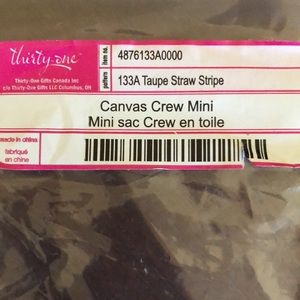 thirty-one
Thirty-One Gifts Canada Inc
c/o Thirty-One Gifts LLC Columbus, OH
item no.
4876133A0000
pattern
133A Taupe Straw Stripe
Canvas Crew Mini
Mini sac Crew en toile
made in china
fabriqué
en chine